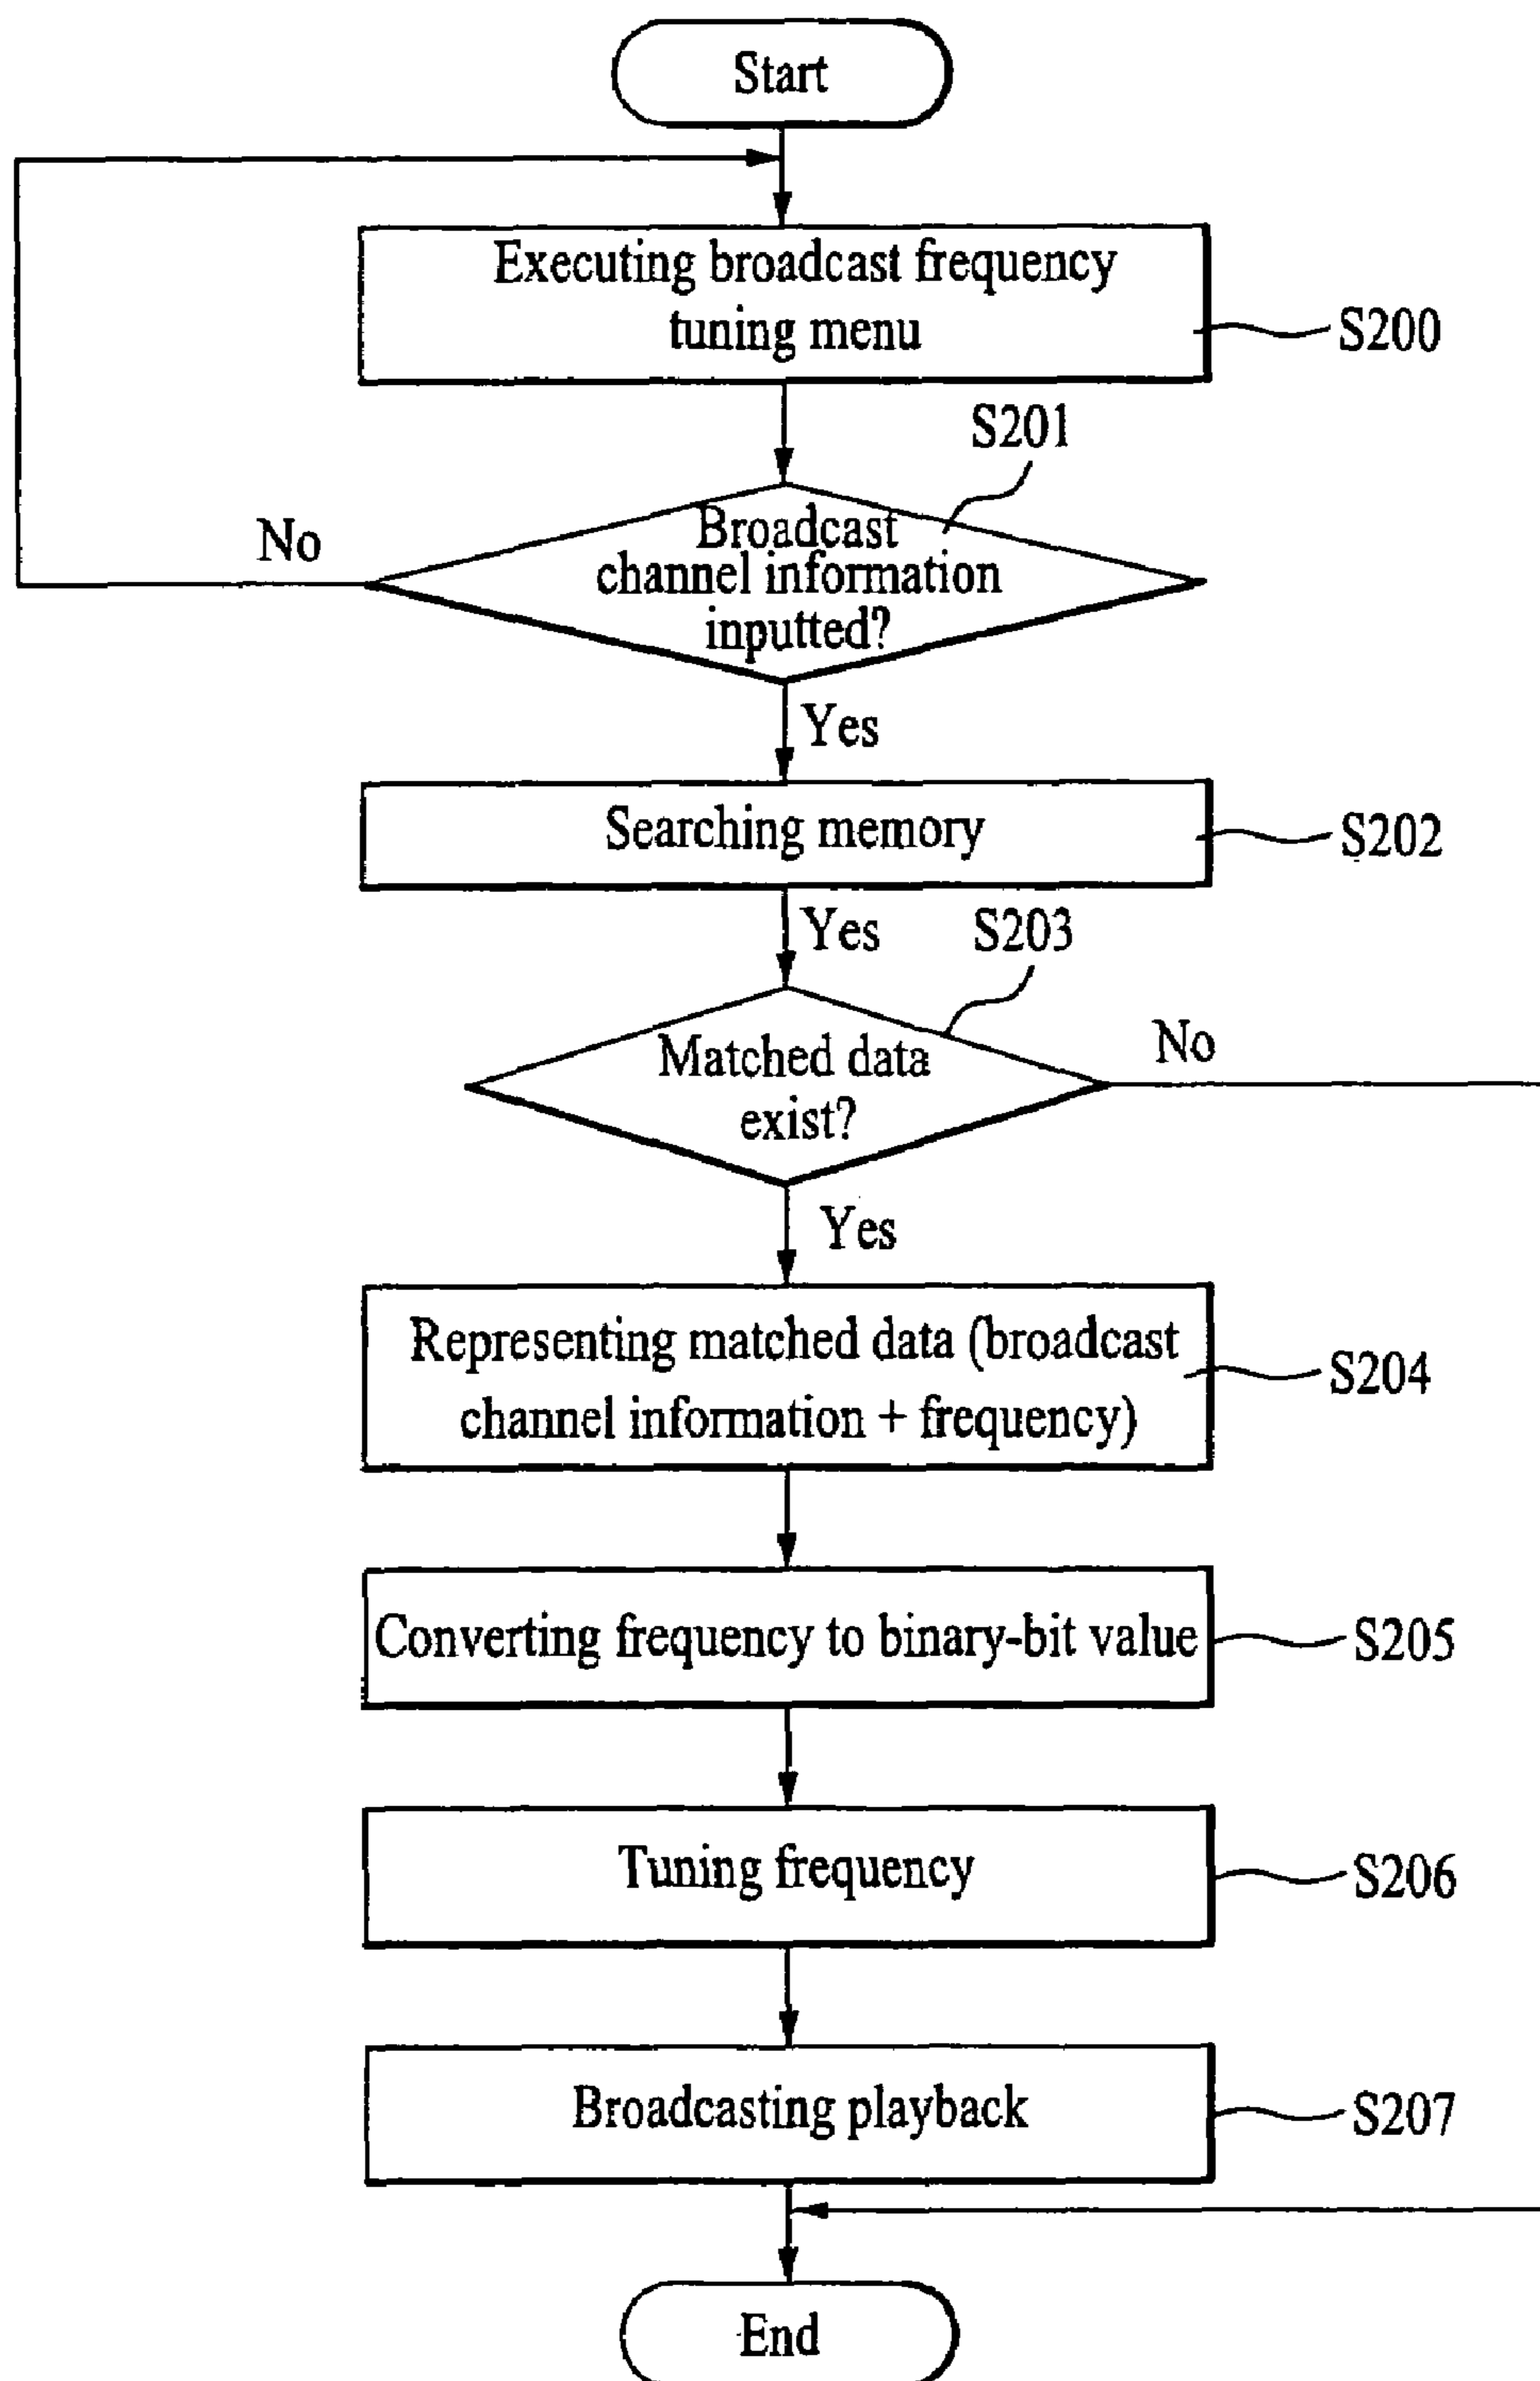 Start
Executing broadcast frequency
tuning menu
S200
S201
No
Broadcast
channel information
inputted?
Yes
Searching memory
S202
Yes
S203
No
Matched data
exist?
Yes
Representing matched data (broadcast
channel information + frequency)
S204
Converting frequency to binary-bit value
S205
Tuning frequency
S206
Broadcasting playback
S207
End